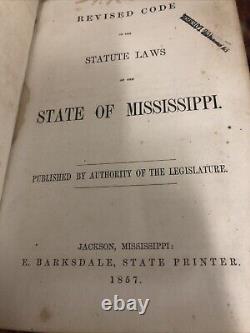 REVISED CODE
OF THE
STATUTE LAWS
OF THE
STATE OF MISSISSIPPI.
PUBLISHED BY AUTHORITY OF THE LEGISLATURE.
JACKSON, MISSISSIPPI:
E. BARKSDALE, STATE PRINTER.
1857.